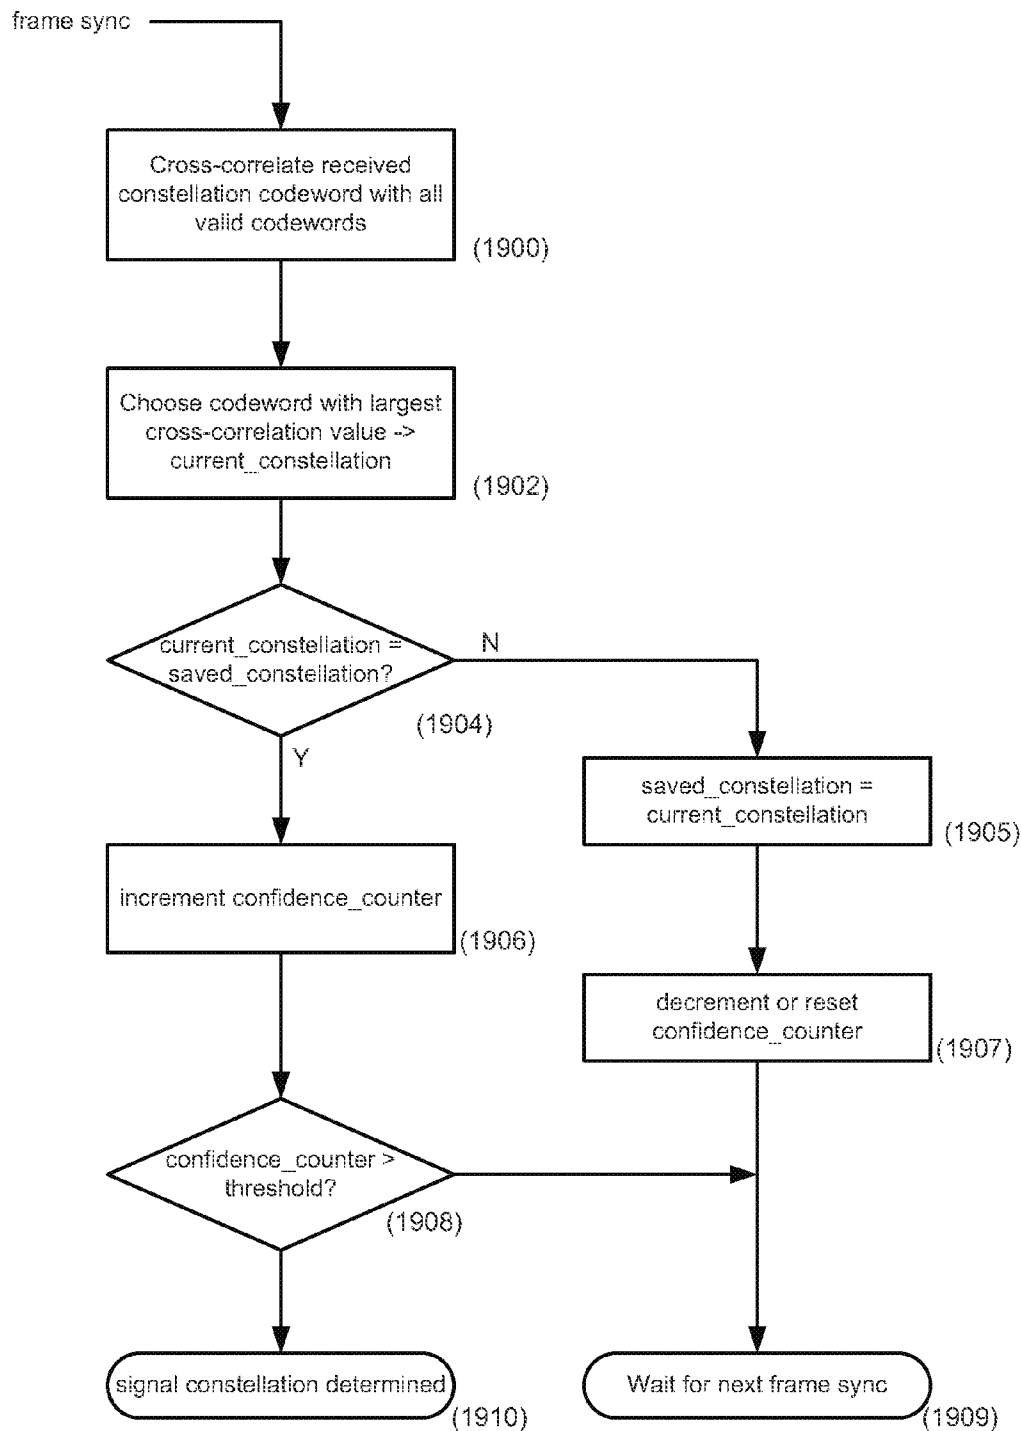 frame sync
Cross-correlate received
constellation codeword with all
valid codewords
(1900)
Choose codeword with largest
cross-correlation value ->
current_constellation
(1902)
current_constellation =
saved_constellation?
(1904)
N
Y
saved_constellation =
current_constellation
(1905)
increment confidence_counter
(1906)
decrement or reset
confidence_counter
(1907)
confidence_counter >
threshold?
(1908)
signal constellation determined
(1910)
Wait for next frame sync
(1909)